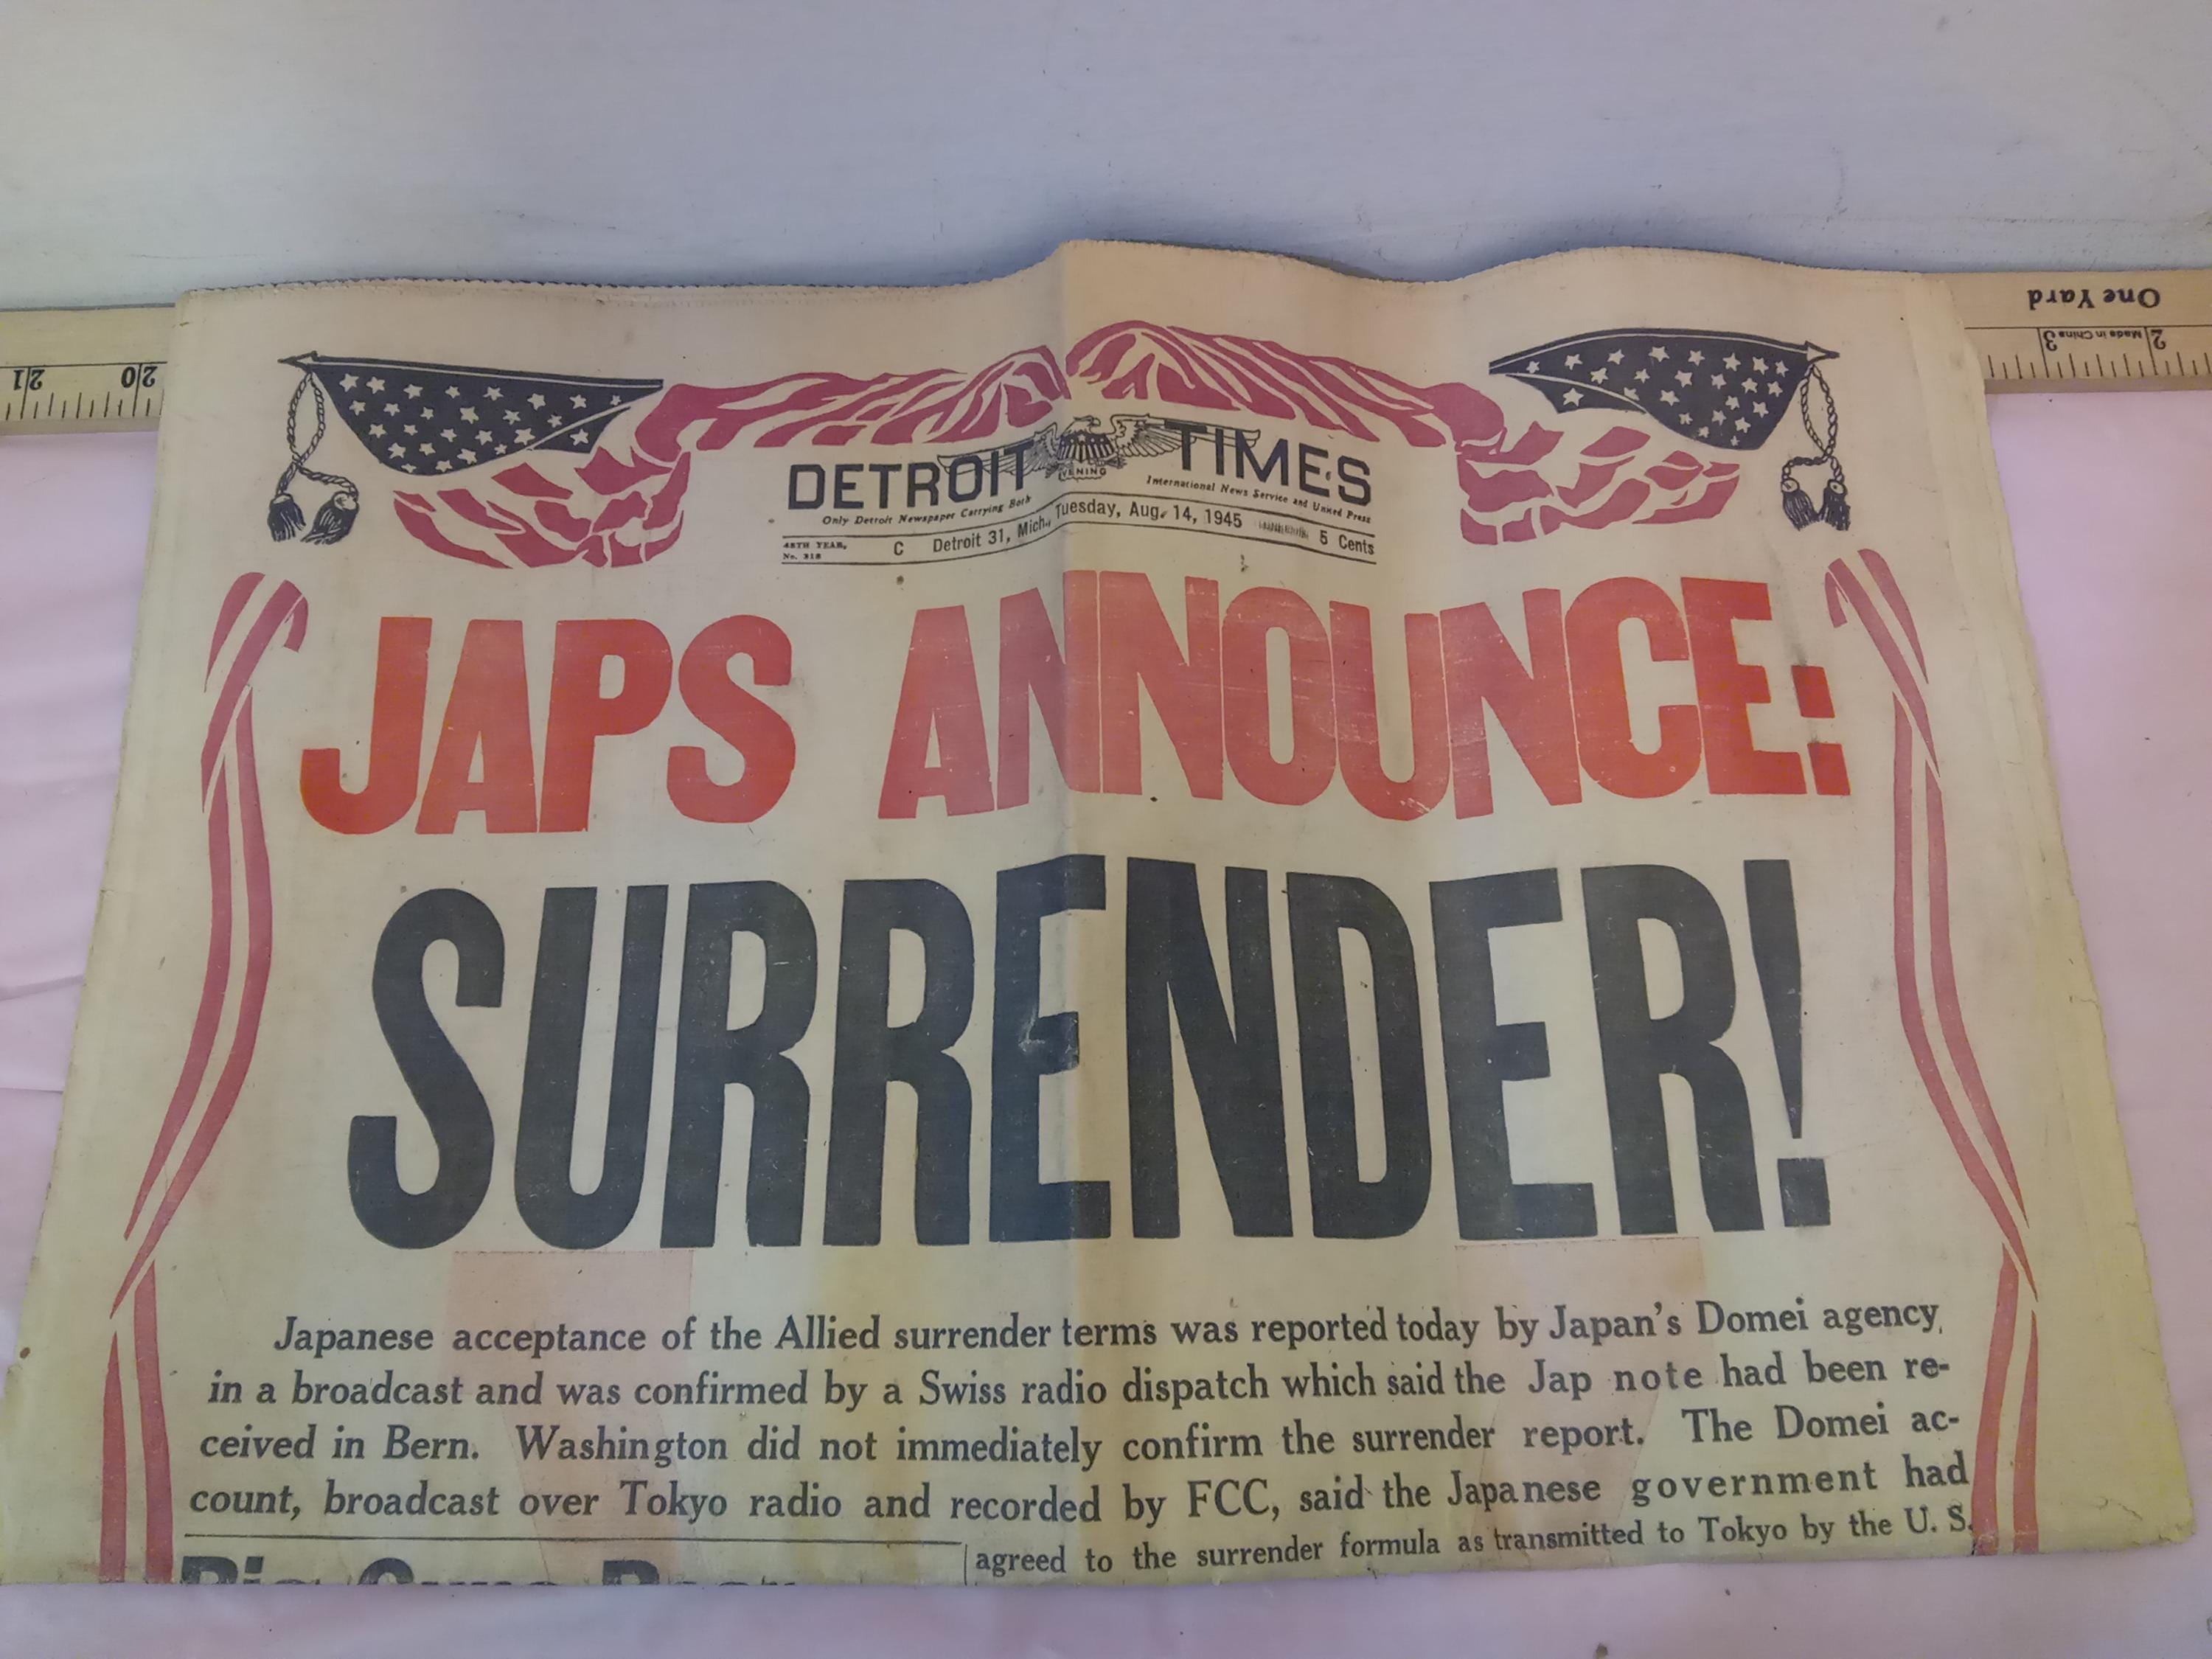 One Yard
Made in China
2
3
20
21
DETROIT TIMES
EVENING
Only Detroit Newspaper Carrying Both International News Service and United Press
48TH YEAR,
No. 318
C Detroit 31, Mich., Tuesday, Aug. 14, 1945 5 Cents
JAPS ANNOUNCE:
SURRENDER!
Japanese acceptance of the Allied surrender terms was reported today by Japan's Domei agency,
in a broadcast and was confirmed by a Swiss radio dispatch which said the Jap note had been re-
ceived in Bern. Washington did not immediately confirm the surrender report. The Domei ac-
count, broadcast over Tokyo radio and recorded by FCC, said the Japanese government had
agreed to the surrender formula as transmitted to Tokyo by the U. S.